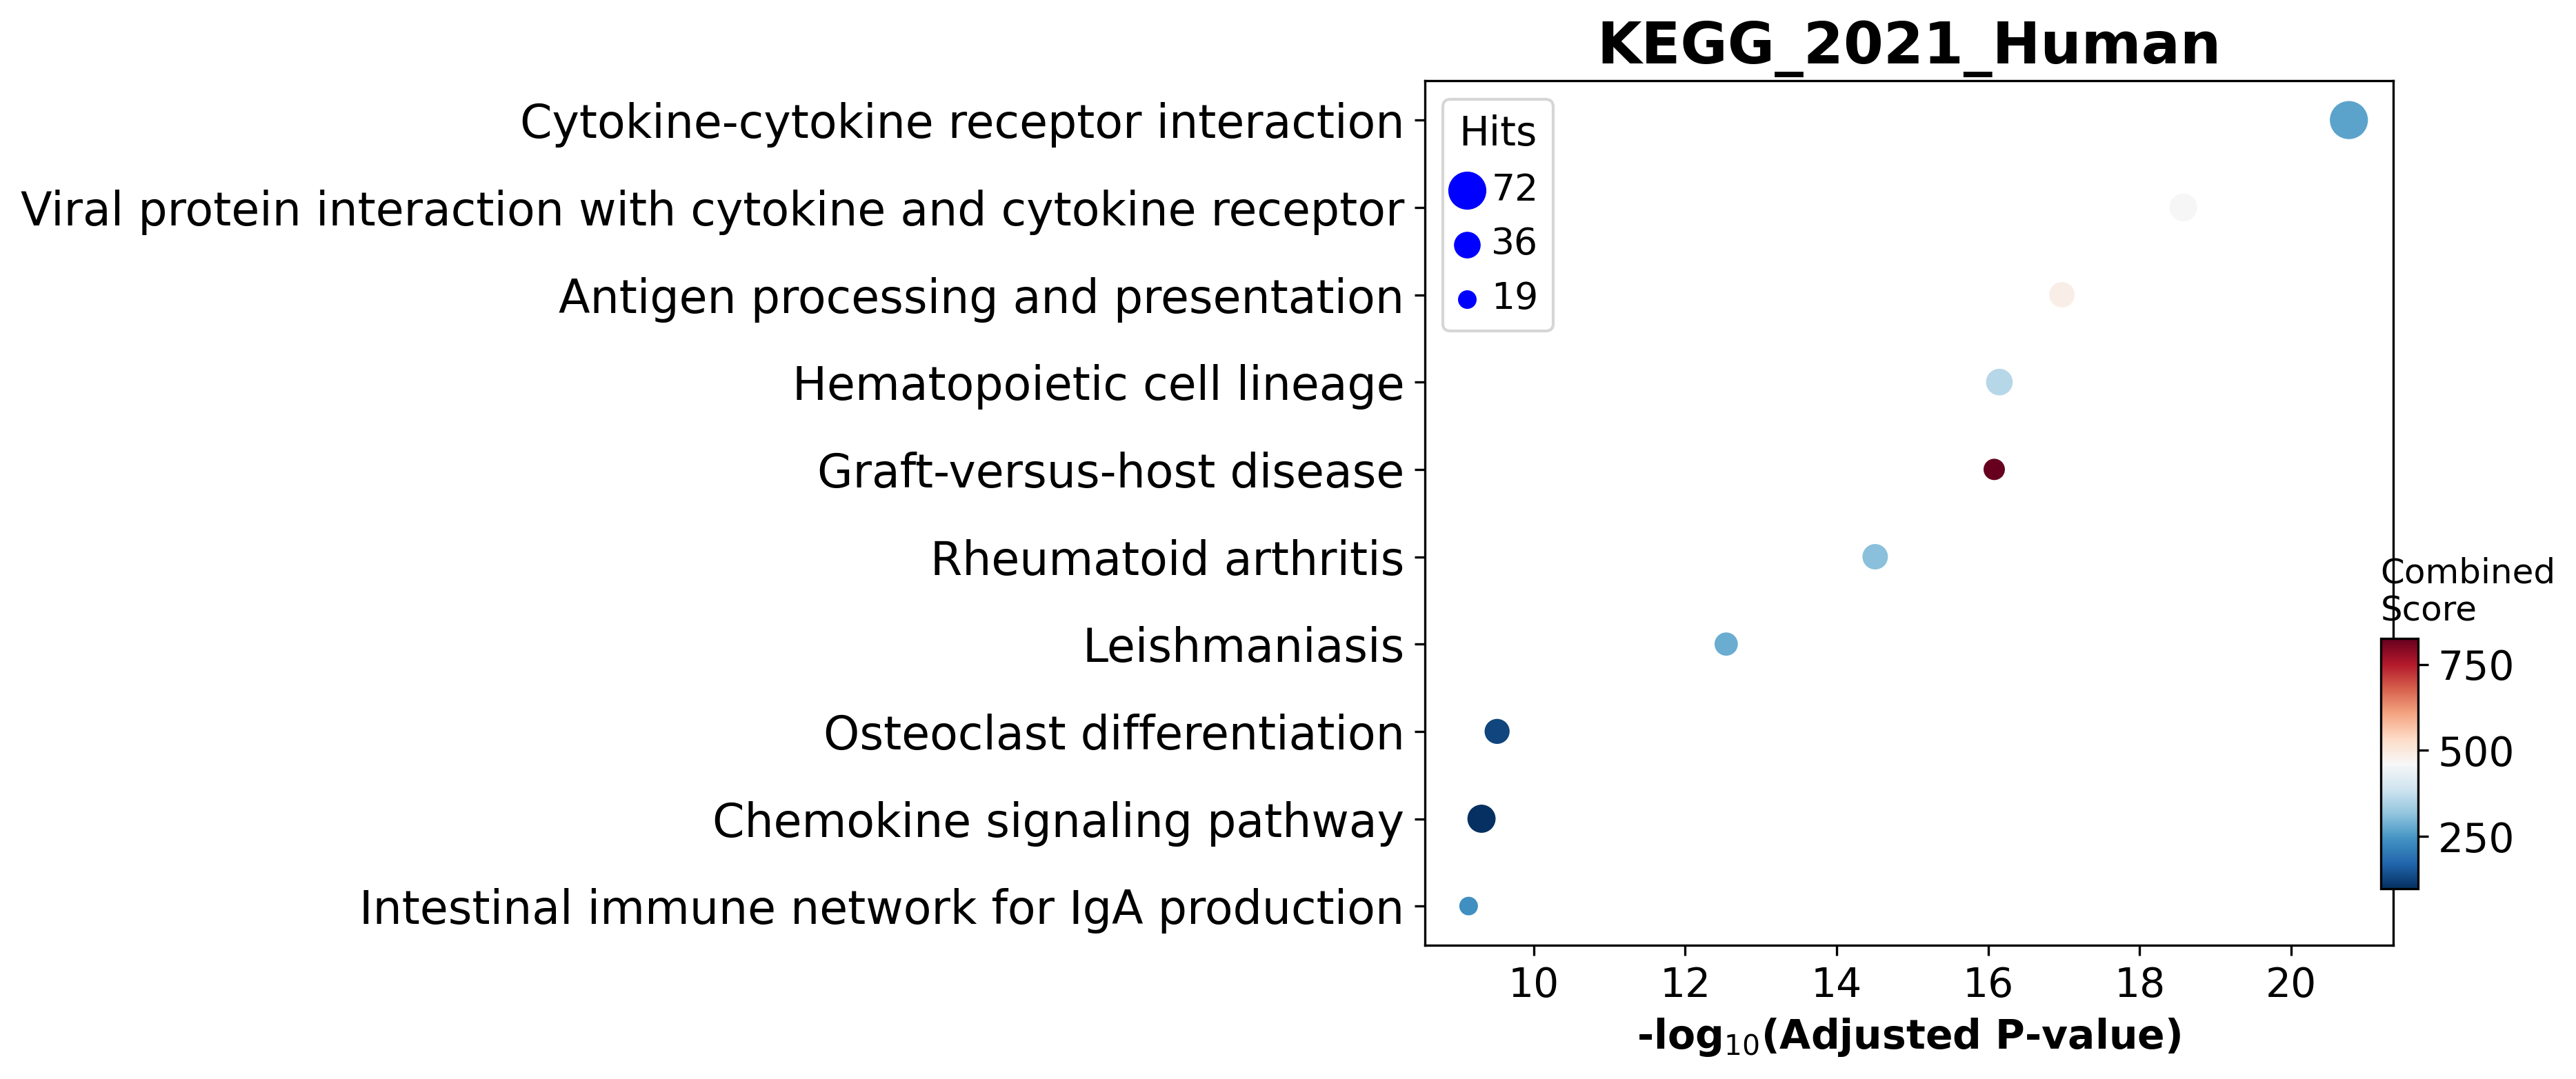 KEGG_2021_Human
Cytokine-cytokine receptor interaction
Viral protein interaction with cytokine and cytokine receptor
Antigen processing and presentation
Hematopoietic cell lineage
Graft-versus-host disease
Rheumatoid arthritis
Leishmaniasis
Osteoclast differentiation
Chemokine signaling pathway
Intestinal immune network for IgA production
Hits
72
36
19
Combined
Score
750
500
250
10 12 14 16 18 20
-log₁₀(Adjusted P-value)